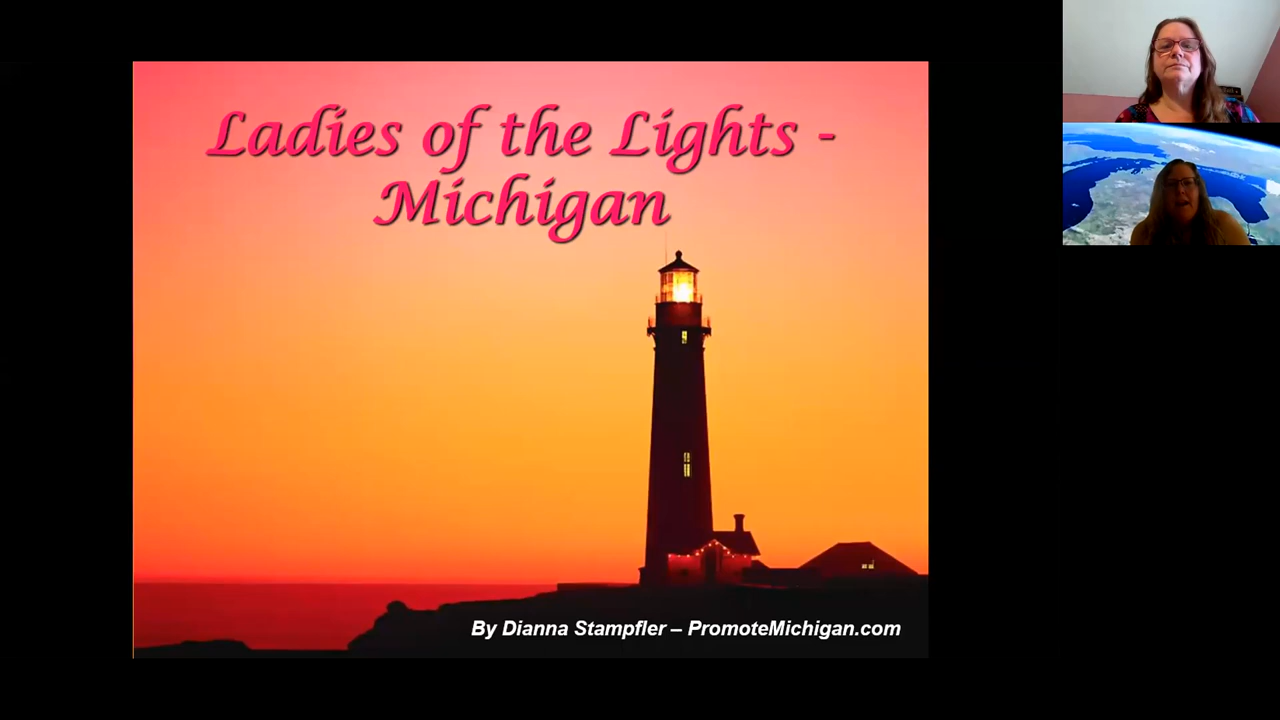 Ladies of the Lights -
Michigan
By Dianna Stampfler – PromoteMichigan.com